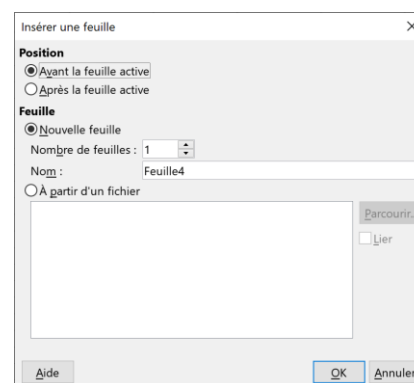 Insérer une feuille
Position
Avant la feuille active
Après la feuille active
Feuille
Nouvelle feuille
Nombre de feuilles : 1
Nom : Feuille4
À partir d'un fichier
Parcourir...
Lier
Aide OK Annuler